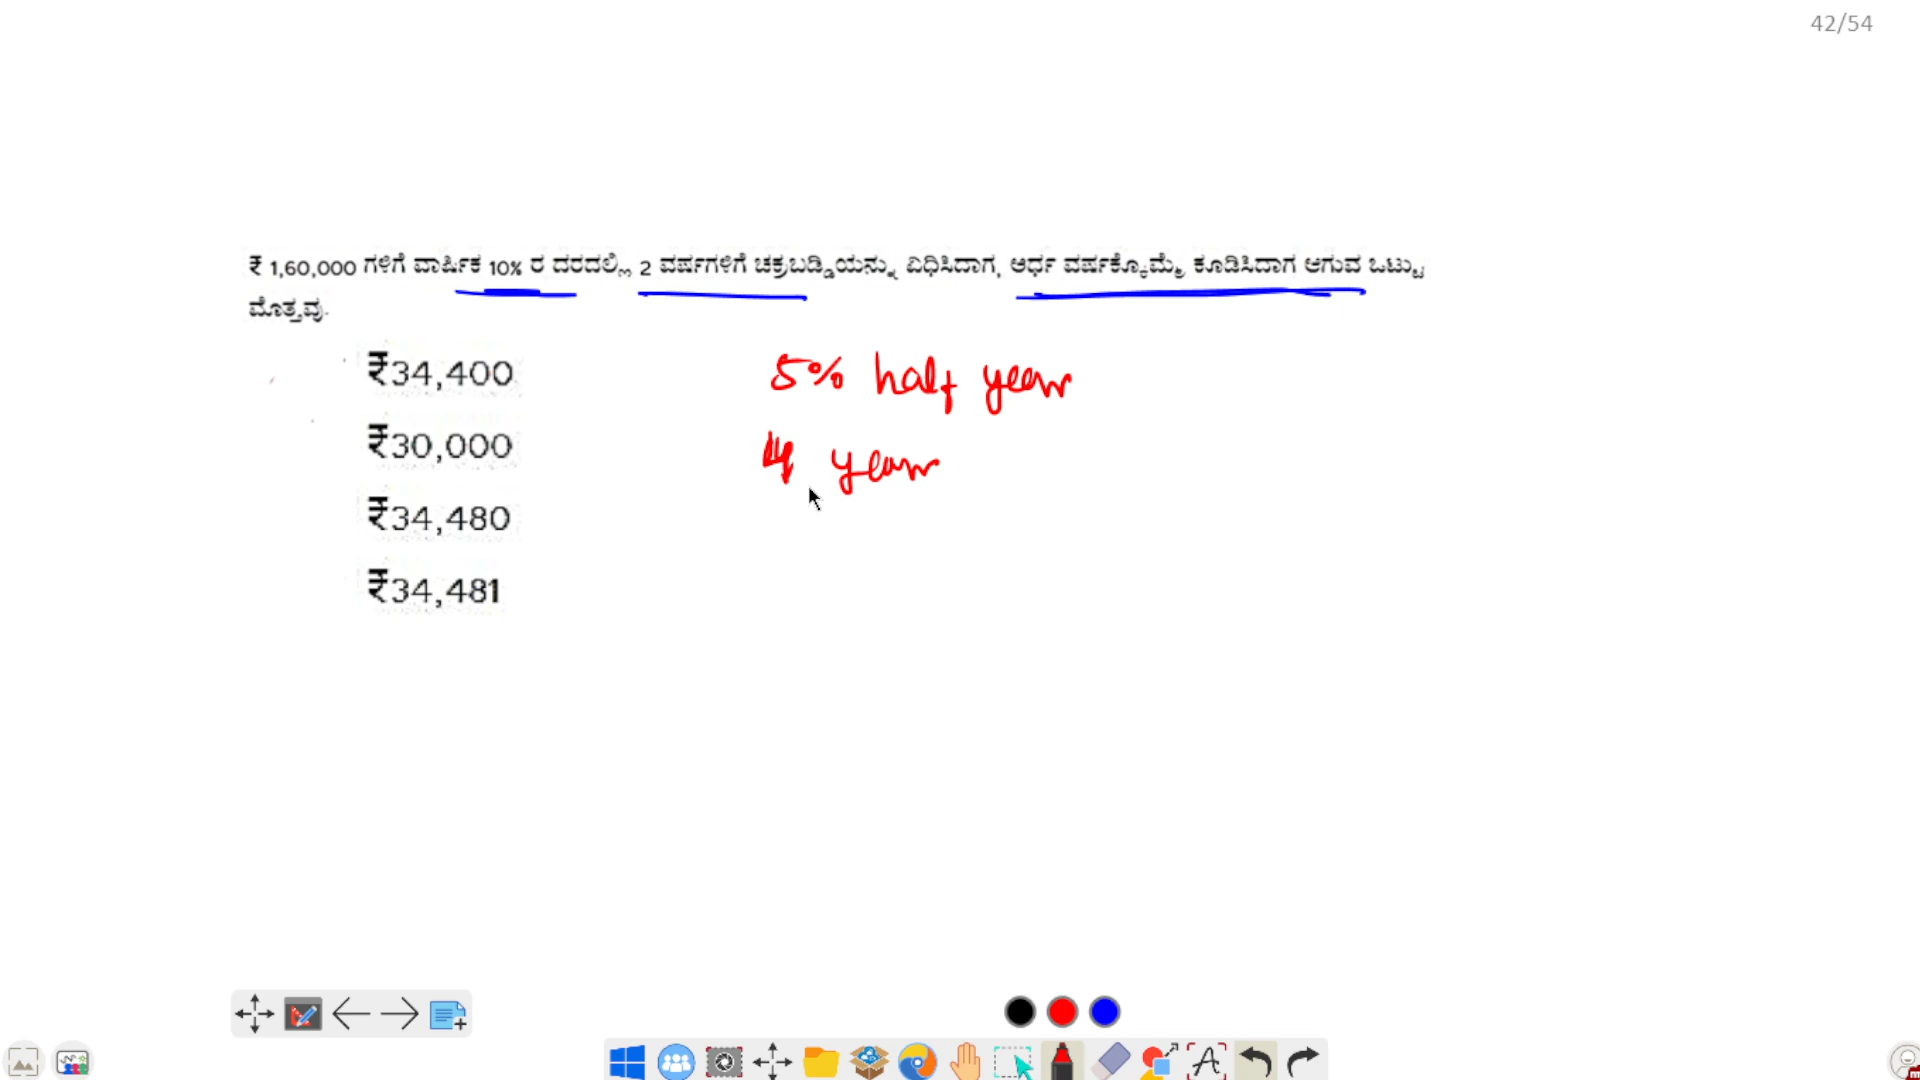 42/54
₹ 1,60,000 ಗಳಿಗೆ ವಾರ್ಷಿಕ 10% ರ ದರದಲ್ಲಿ, 2 ವರ್ಷಗಳಿಗೆ ಚಕ್ರಬಡ್ಡಿಯನ್ನು ವಿಧಿಸಿದಾಗ, ಅರ್ಧ ವರ್ಷಕ್ಕೊಮ್ಮೆ ಕೂಡಿಸಿದಾಗ ಆಗುವ ಒಟ್ಟು
ಮೊತ್ತವು.
₹34,400
₹30,000
₹34,480
₹34,481
5% half year
4 year